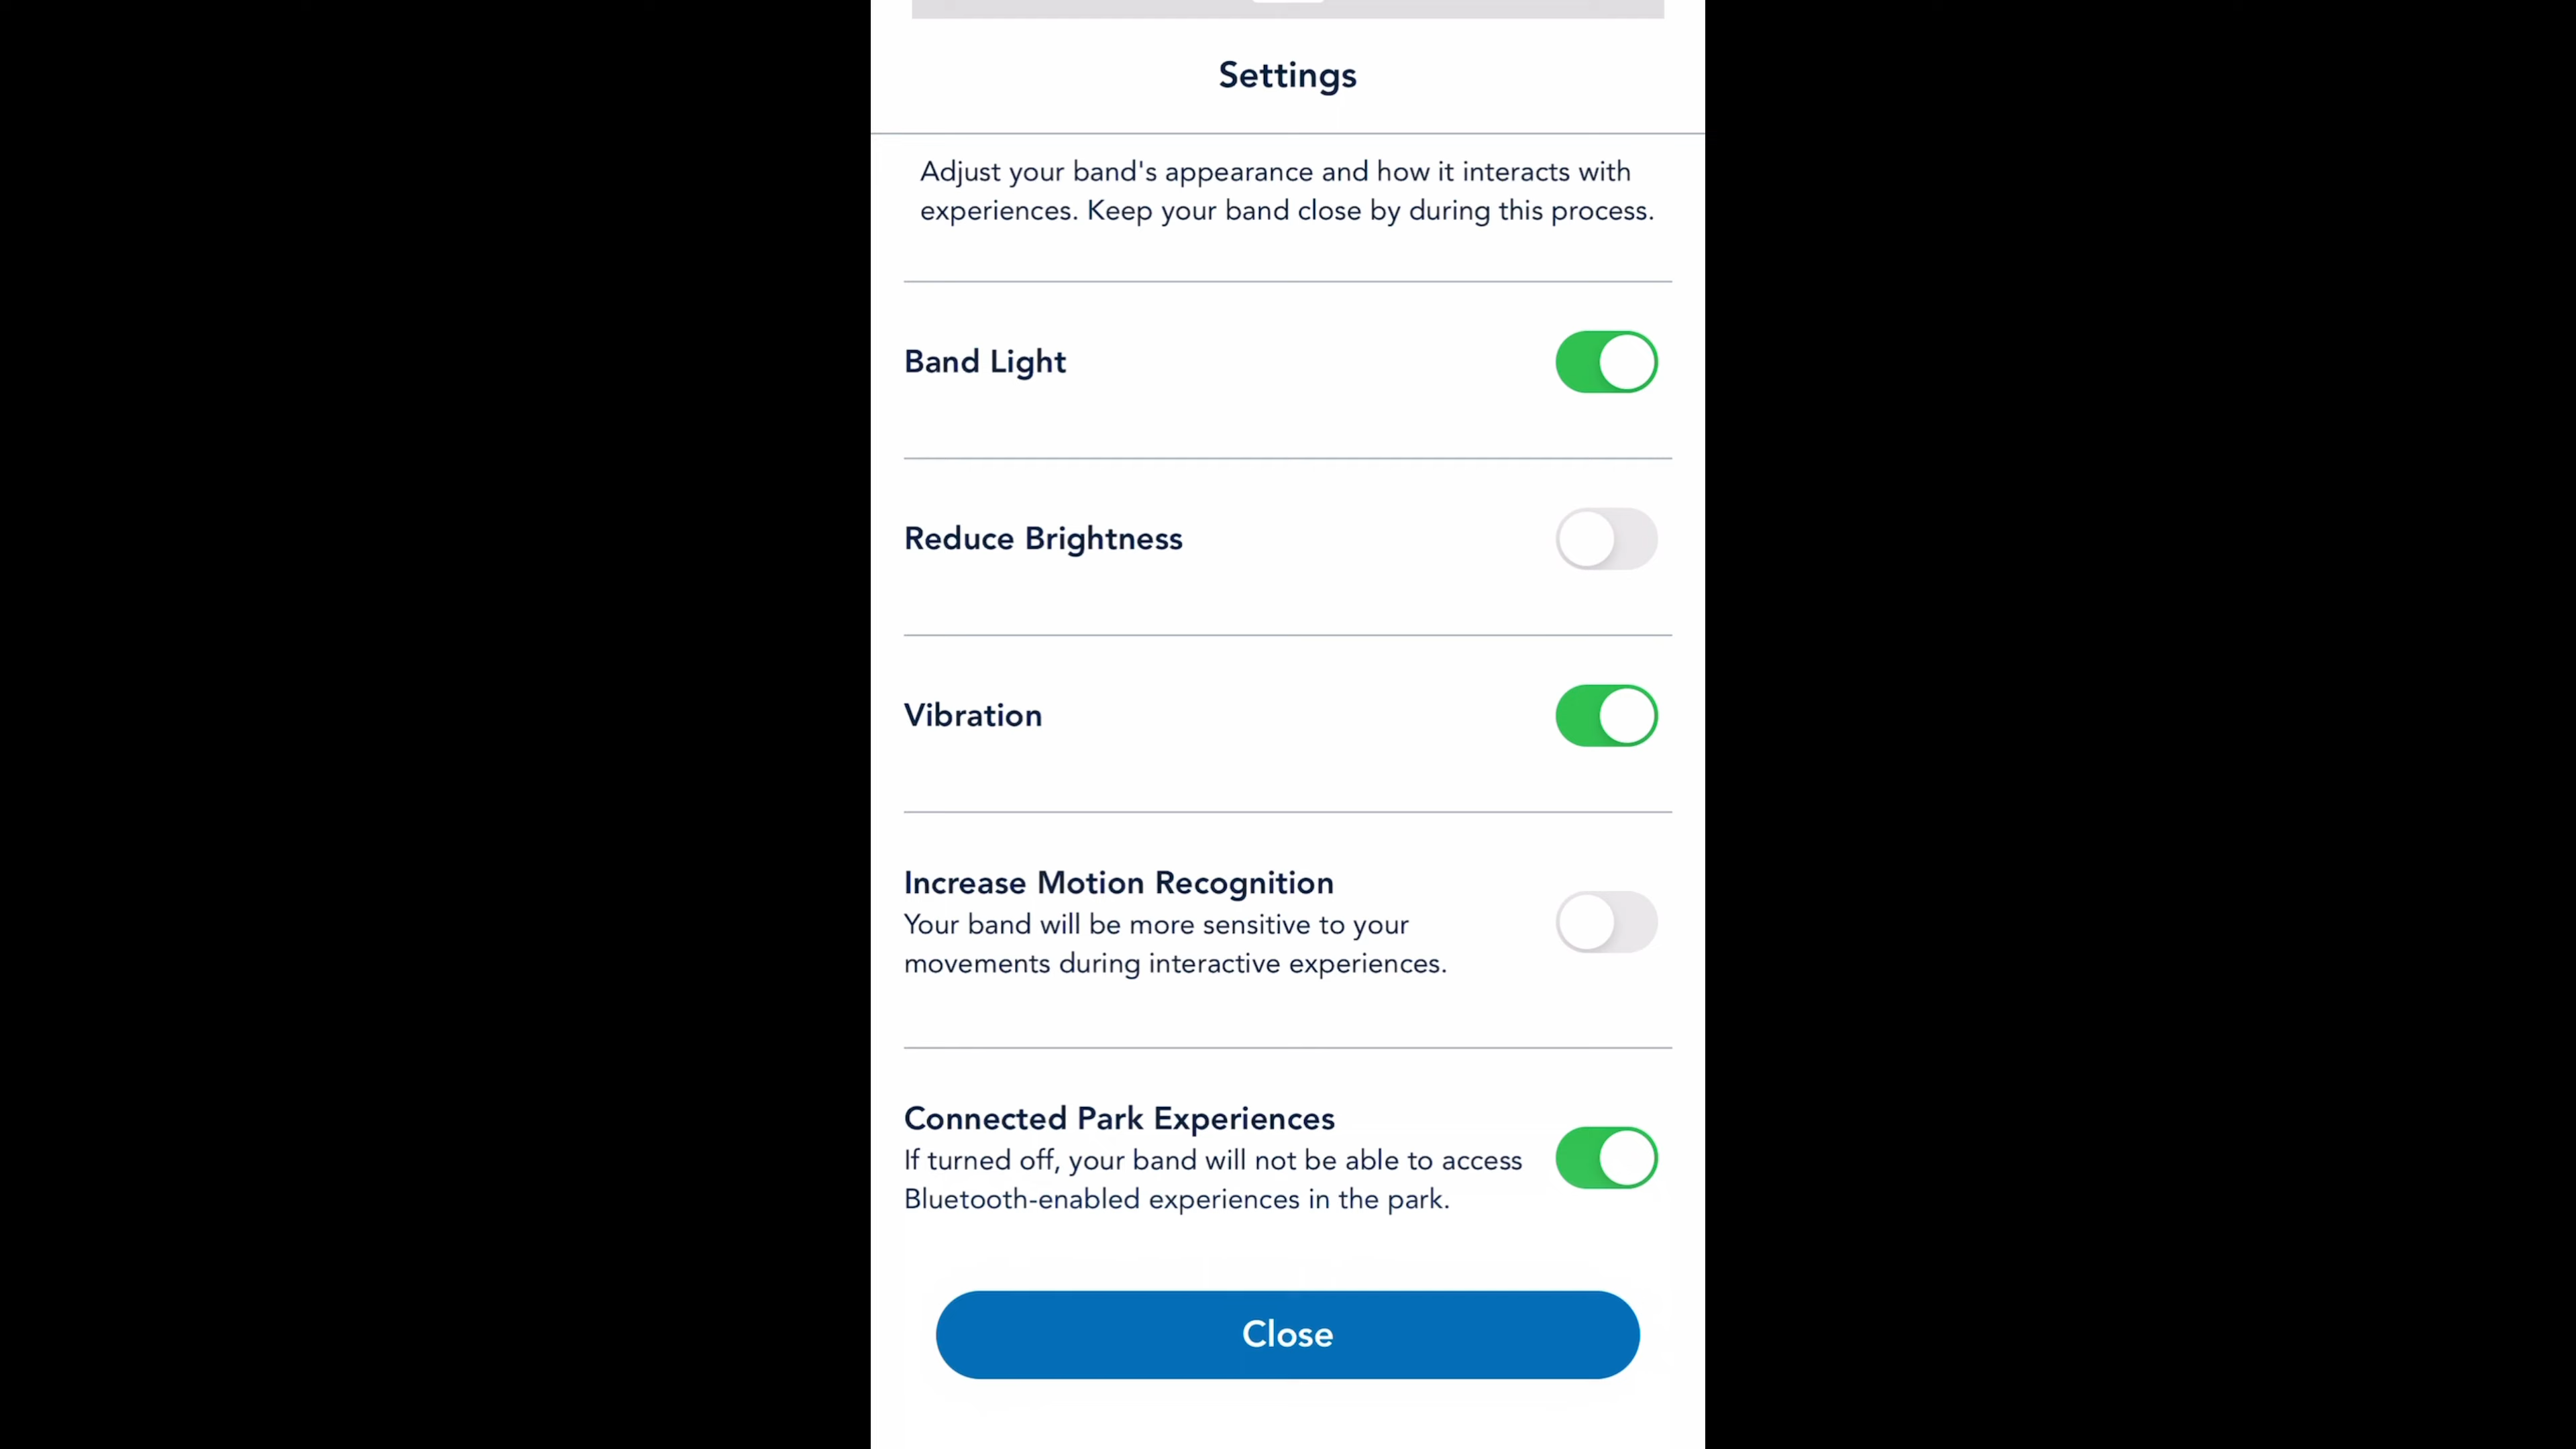 Settings
Adjust your band's appearance and how it interacts with
experiences. Keep your band close by during this process.
Band Light
Reduce Brightness
Vibration
Increase Motion Recognition
Your band will be more sensitive to your
movements during interactive experiences.
Connected Park Experiences
If turned off, your band will not be able to access
Bluetooth-enabled experiences in the park.
Close